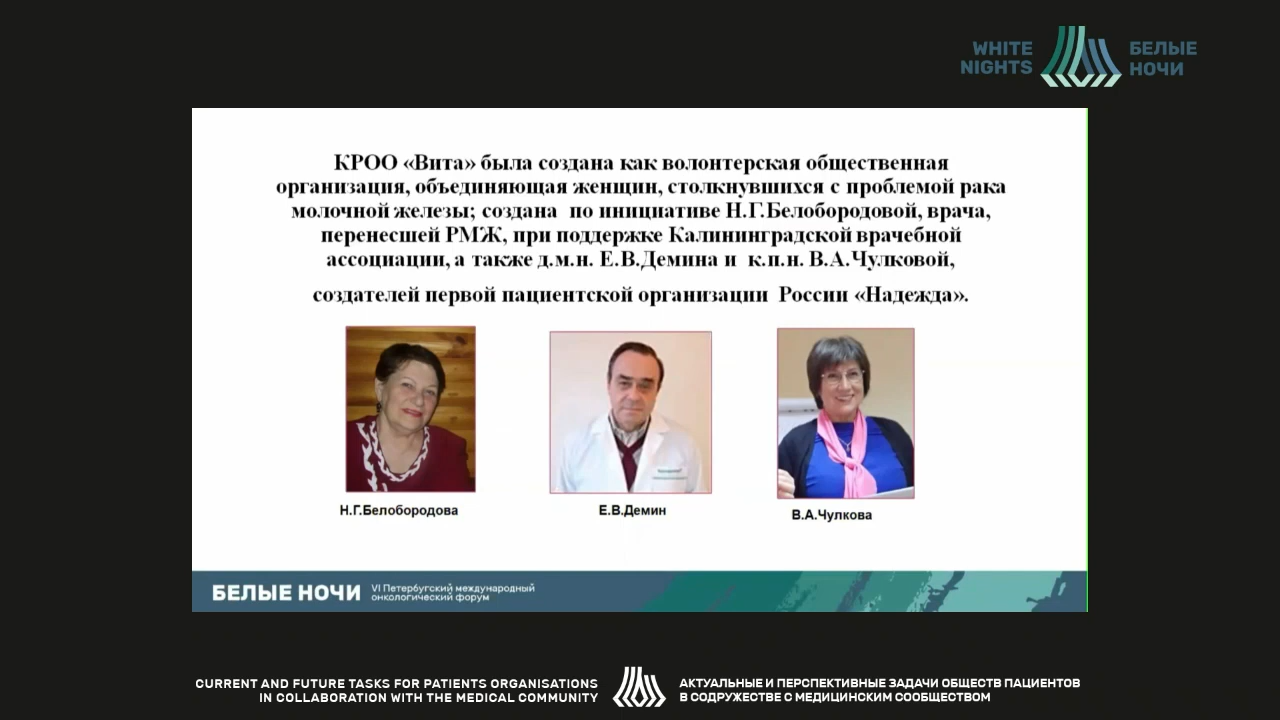 WHITE
NIGHTS
БЕЛЫЕ
НОЧИ
КРОО «Вита» была создана как волонтерская общественная
организация, объединяющая женщин, столкнувшихся с проблемой рака
молочной железы; создана по инициативе Н.Г.Белобородовой, врача,
перенесшей РМЖ, при поддержке Калининградской врачебной
ассоциации, а также д.м.н. Е.В.Демина и к.п.н. В.А.Чулковой,
создателей первой пациентской организации России «Надежда».
Н.Г.Белобородова
Е.В.Демин
В.А.Чулкова
БЕЛЫЕ НОЧИ
VI Петербугский международный
онкологический форум
CURRENT AND FUTURE TASKS FOR PATIENTS ORGANISATIONS
IN COLLABORATION WITH THE MEDICAL COMMUNITY
АКТУАЛЬНЫЕ И ПЕРСПЕКТИВНЫЕ ЗАДАЧИ ОБЩЕСТВ ПАЦИЕНТОВ
В СОДРУЖЕСТВЕ С МЕДИЦИНСКИМ СООБЩЕСТВОМ